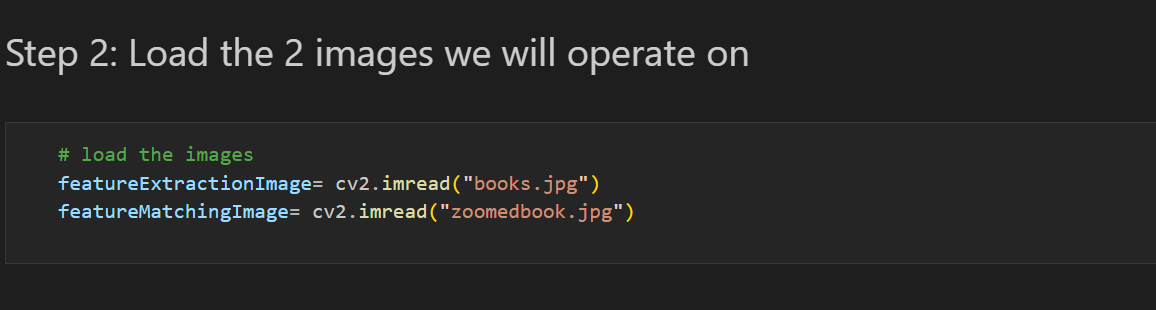 Step 2: Load the 2 images we will operate on
# load the images
featureExtractionImage= cv2.imread("books.jpg")
featureMatchingImage= cv2.imread("zoomedbook.jpg")